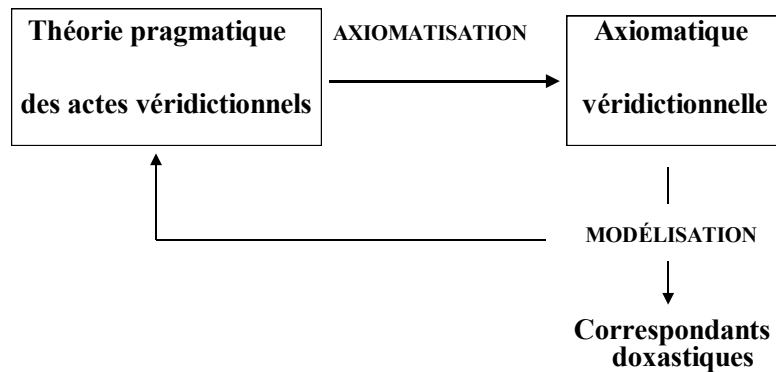 Théorie pragmatique
des actes véridictionnels
AXIOMATISATION
Axiomatique
véridictionnelle
MODÉLISATION
Correspondants
doxastiques